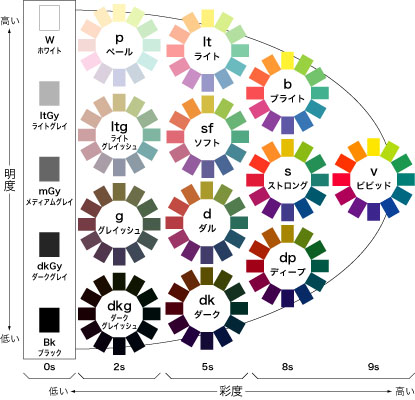 高い
明度
低い
W
ホワイト
ltGy
ライトグレイ
mGy
メディアムグレイ
dkGy
ダークグレイ
Bk
ブラック
p
ペール
ltg
ライト
グレイッシュ
g
グレイッシュ
dkg
ダーク
グレイッシュ
lt
ライト
sf
ソフト
d
ダル
dk
ダーク
b
ブライト
s
ストロング
dp
ディープ
v
ビビッド
0s 2s 5s 8s 9s
低い 彩度 高い